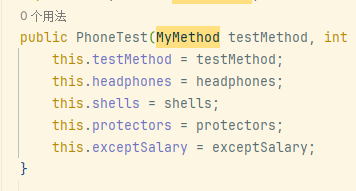 0个用法
public PhoneTest(MyMethod testMethod, int
this.testMethod = testMethod;
this.headphones = headphones;
this.shells = shells;
this.protectors = protectors;
this.exceptSalary = exceptSalary;
}